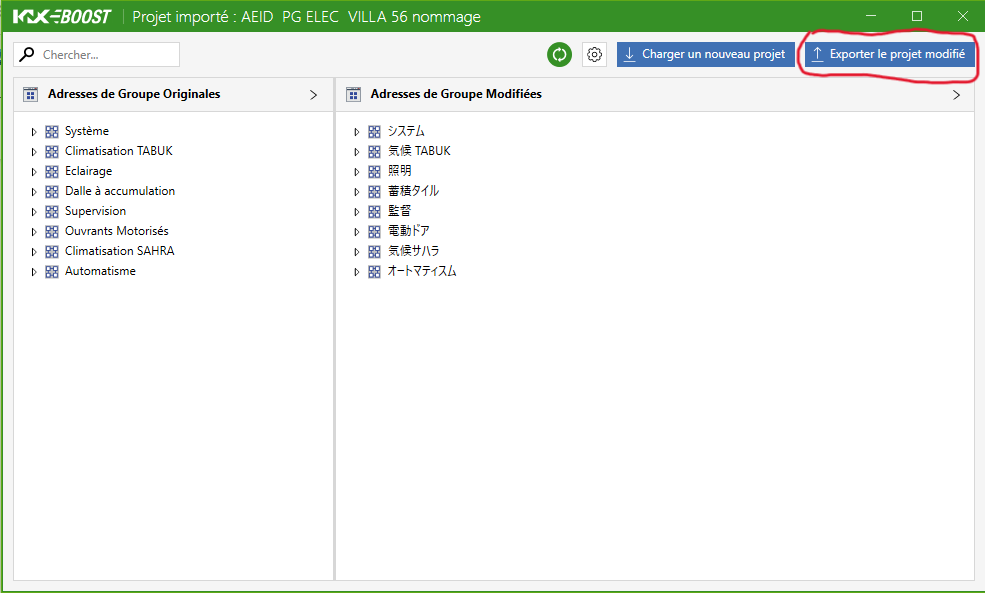 KNX-BOOST Projet importé : AEID PG ELEC VILLA 56 nommage
Chercher... Charger un nouveau projet Exporter le projet modifié
Adresses de Groupe Originales Adresses de Groupe Modifiées
Système システム
Climatisation TABUK 気候 TABUK
Eclairage 照明
Dalle à accumulation 蓄積タイル
Supervision 監督
Ouvrants Motorisés 電動ドア
Climatisation SAHRA 気候サハラ
Automatisme オートマティスム